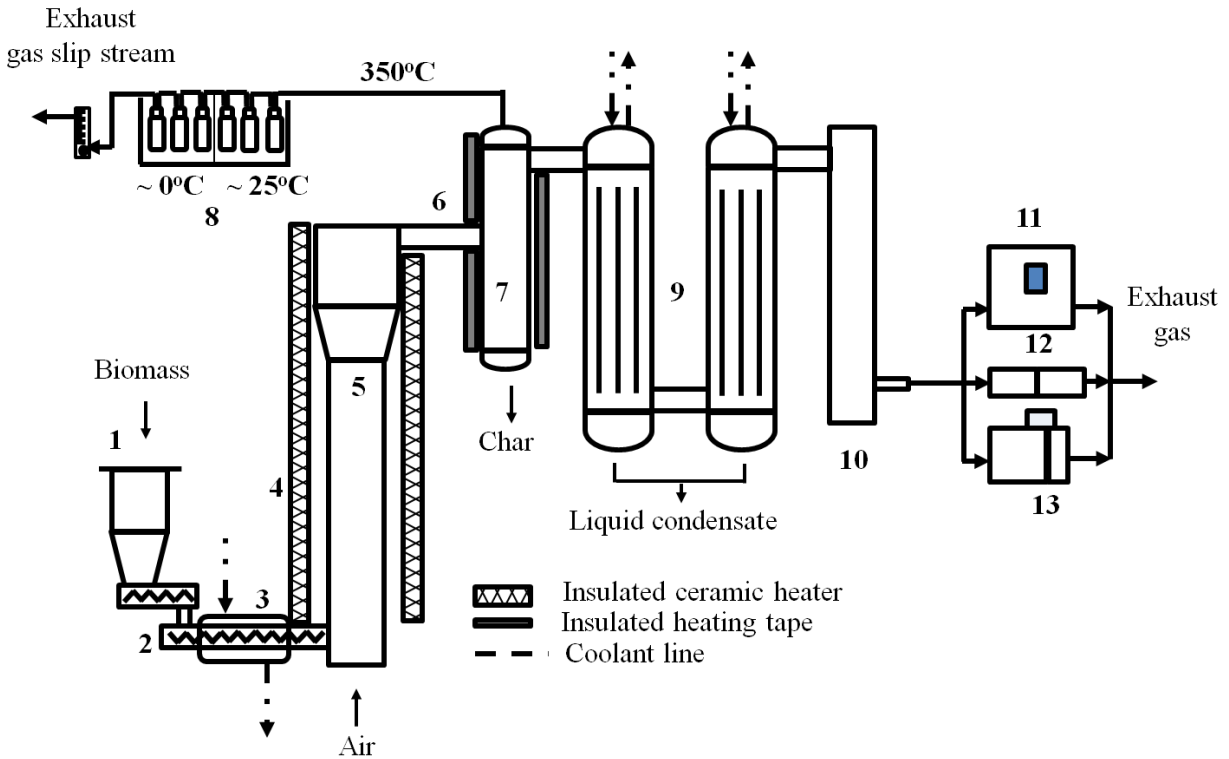 Exhaust
gas slip stream
350°C
~ 0°C ~ 25°C
8
6
7
9
11
Exhaust
gas
12
Biomass
1
5
Char
10
13
4
Liquid condensate
3
2
Insulated ceramic heater
Insulated heating tape
Coolant line
Air